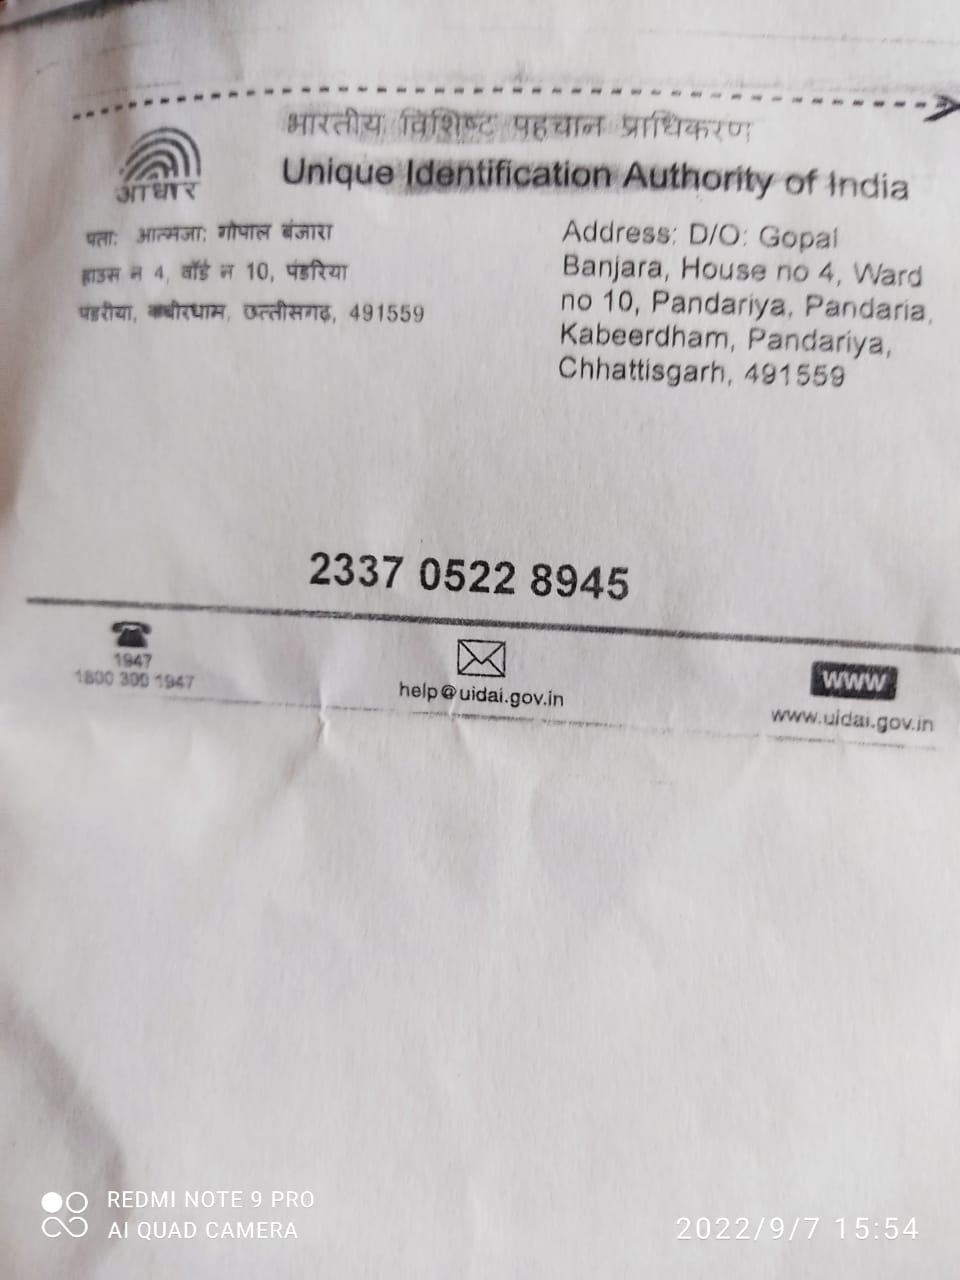 भारतीय विशिष्ट पहचान प्राधिकरण
Unique Identification Authority of India
आधार
पता: आत्मजा: गोपाल बंजारा
हाउस न 4, वॉर्ड न 10, पंडरिया
पंडरीया, कबीरधाम, छत्तीसगढ़, 491559
Address: D/O: Gopal
Banjara, House no 4, Ward
no 10, Pandariya, Pandaria,
Kabeerdham, Pandariya,
Chhattisgarh, 491559
2337 0522 8945
1947
1800 300 1947
help@uidai.gov.in
www
www.uidai.gov.in
REDMI NOTE 9 PRO
AI QUAD CAMERA
2022/9/7 15:54